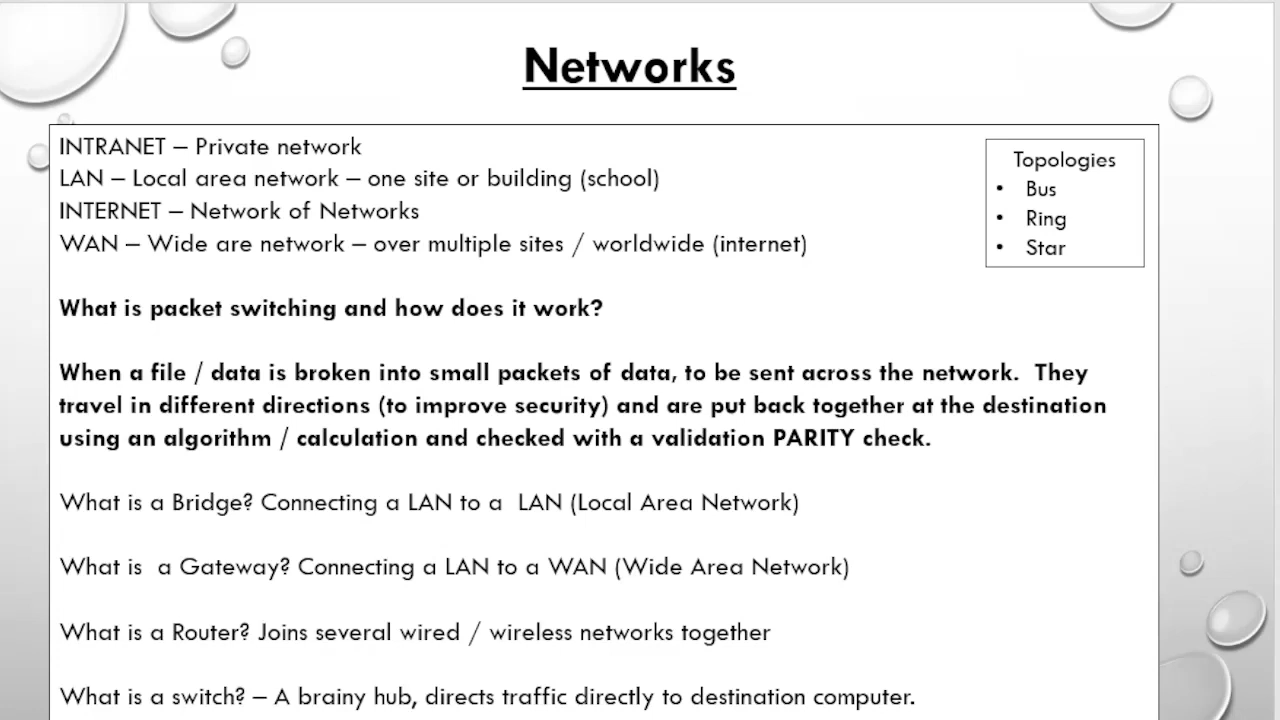 Networks
INTRANET – Private network
LAN – Local area network – one site or building (school)
INTERNET – Network of Networks
WAN – Wide are network – over multiple sites / worldwide (internet)
Topologies
• Bus
• Ring
• Star
What is packet switching and how does it work?
When a file / data is broken into small packets of data, to be sent across the network. They
travel in different directions (to improve security) and are put back together at the destination
using an algorithm / calculation and checked with a validation PARITY check.
What is a Bridge? Connecting a LAN to a LAN (Local Area Network)
What is a Gateway? Connecting a LAN to a WAN (Wide Area Network)
What is a Router? Joins several wired / wireless networks together
What is a switch? – A brainy hub, directs traffic directly to destination computer.